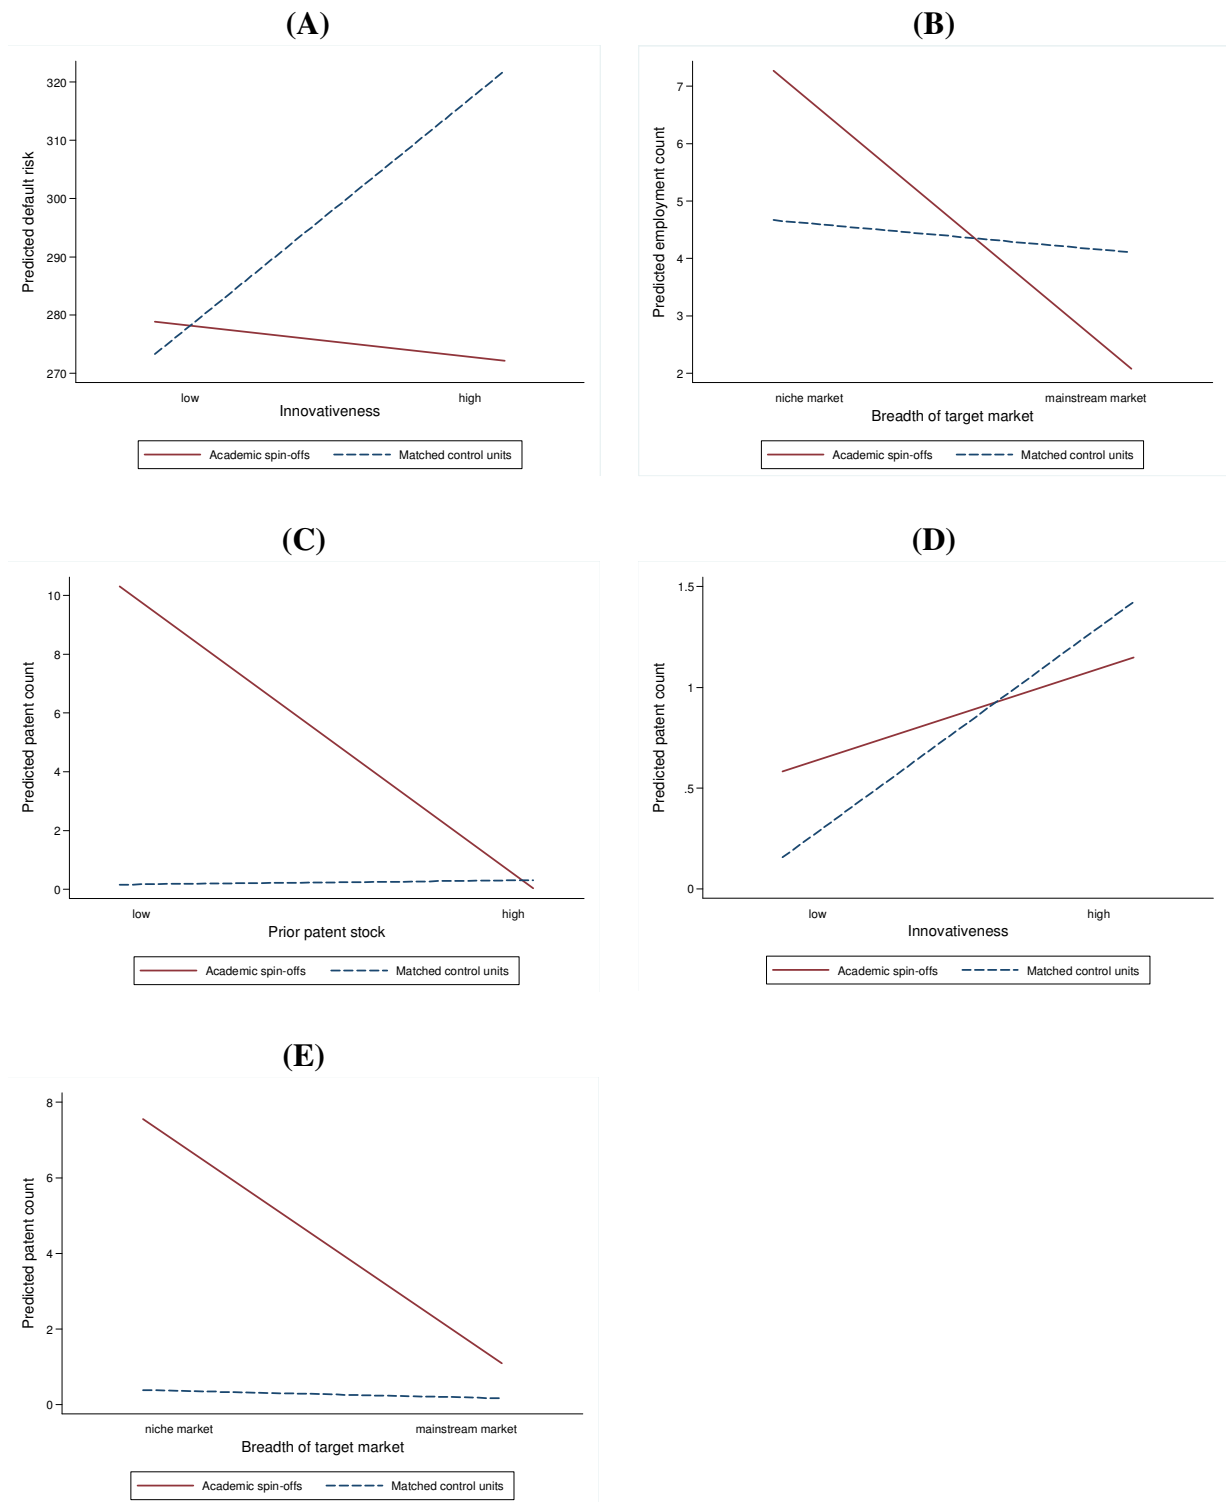 (A)
Predicted default risk
320
310
300
290
280
270
low
high
Innovativeness
Academic spin-offs
Matched control units
(B)
Predicted employment count
7
6
5
4
3
2
niche market
mainstream market
Breadth of target market
Academic spin-offs
Matched control units
(C)
Predicted patent count
10
8
6
4
2
0
low
high
Prior patent stock
Academic spin-offs
Matched control units
(D)
Predicted patent count
1.5
1
.5
0
low
high
Innovativeness
Academic spin-offs
Matched control units
(E)
Predicted patent count
8
6
4
2
0
niche market
mainstream market
Breadth of target market
Academic spin-offs
Matched control units